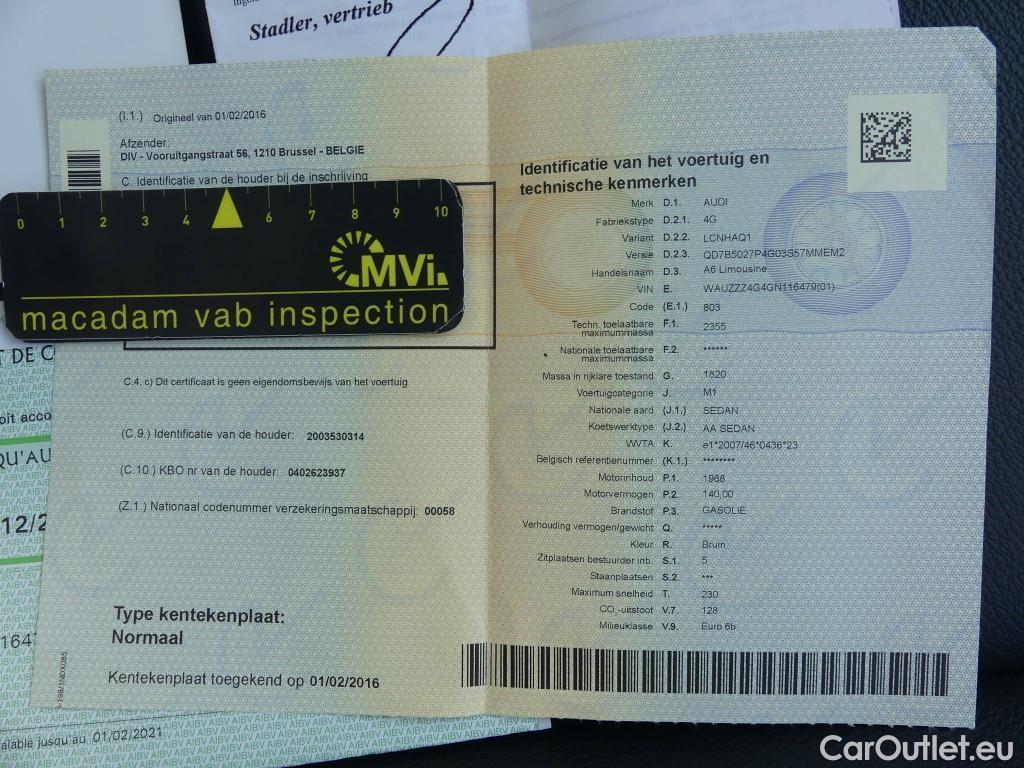 Stadler, vertrieb
(I.1.) Origineel van 01/02/2016
Afzender:
DIV - Vooruitgangstraat 56, 1210 Brussel - BELGIE
C. Identificatie van de houder bij de inschrijving
0 1 2 3 4 6 7 8 9 10
MVi
macadam vab inspection
C.4. c) Dit certificaat is geen eigendomsbewijs van het voertuig
(C.9.) Identificatie van de houder: 2003530314
(C.10.) KBO nr van de houder: 0402623937
(Z.1.) Nationaal codenummer verzekeringsmaatschappij: 00058
Type kentekenplaat:
Normaal
Kentekenplaat toegekend op 01/02/2016
Identificatie van het voertuig en
technische kenmerken
Merk D.1. AUDI
Fabriekstype D.2.1. 4G
Variant D.2.2. LCNHAQ1
Versie D.2.3. QD7B5027P4G03S57MMEM2
Handelsnaam D.3. A6 Limousine
VIN E. WAUZZZ4G4GN116479(01)
Code (E.1.) 803
Techn. toelaatbare
maximummassa F.1. 2355
Nationale toelaatbare
maximummassa F.2. ******
Massa in rijklare toestand G. 1820
Voertuigcategorie J. M1
Nationale aard (J.1.) SEDAN
Koetswerktype (J.2.) AA SEDAN
WVTA K. e1*2007/46*0436*23
Belgisch referentienummer (K.1.) ********
Motorinhoud P.1. 1968
Motorvermogen P.2. 140,00
Brandstof P.3. GASOLIE
Verhouding vermogen/gewicht Q. *****
Kleur R. Bruin
Zitplaatsen bestuurder inb. S.1. 5
Staanplaatsen S.2. ***
Maximum snelheid T. 230
CO₂-uitstoot V.7. 128
Milieuklasse V.9. Euro 6b
T DE C
oit acco
QU'AU
12/2
1647
alable jusqu'au 01/02/2021
CarOutlet.eu